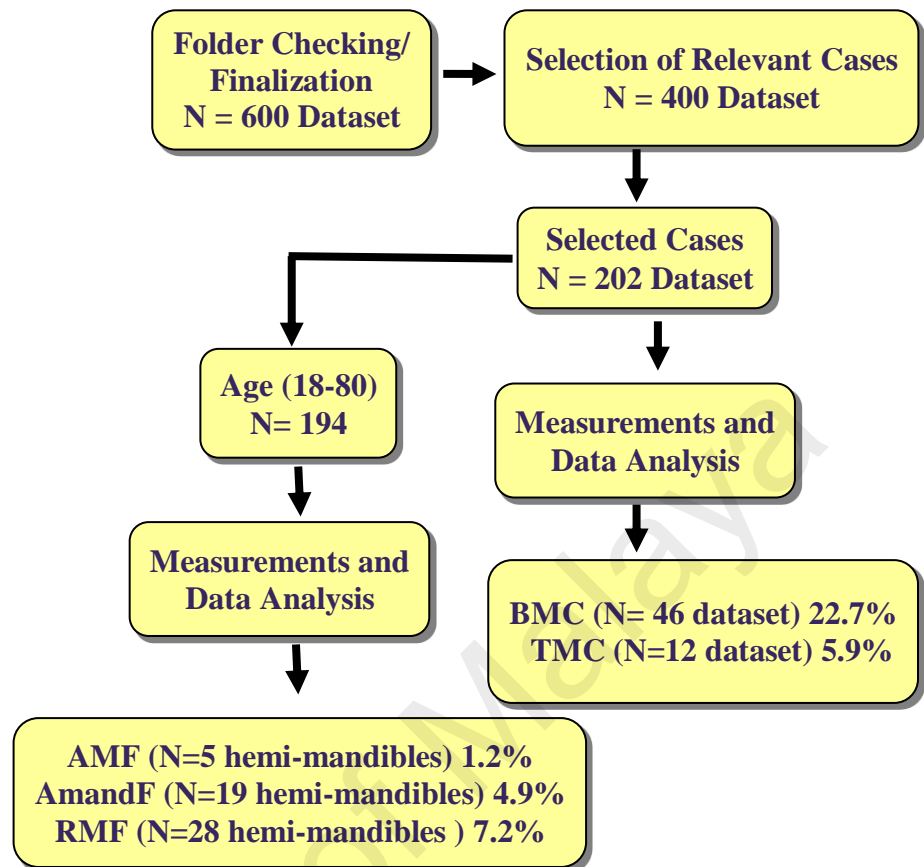 Folder Checking/
Finalization
N = 600 Dataset
Selection of Relevant Cases
N = 400 Dataset
Selected Cases
N = 202 Dataset
Age (18-80)
N= 194
Measurements and
Data Analysis
Measurements and
Data Analysis
BMC (N= 46 dataset) 22.7%
TMC (N=12 dataset) 5.9%
AMF (N=5 hemi-mandibles) 1.2%
AmandF (N=19 hemi-mandibles) 4.9%
RMF (N=28 hemi-mandibles ) 7.2%
of Malaya